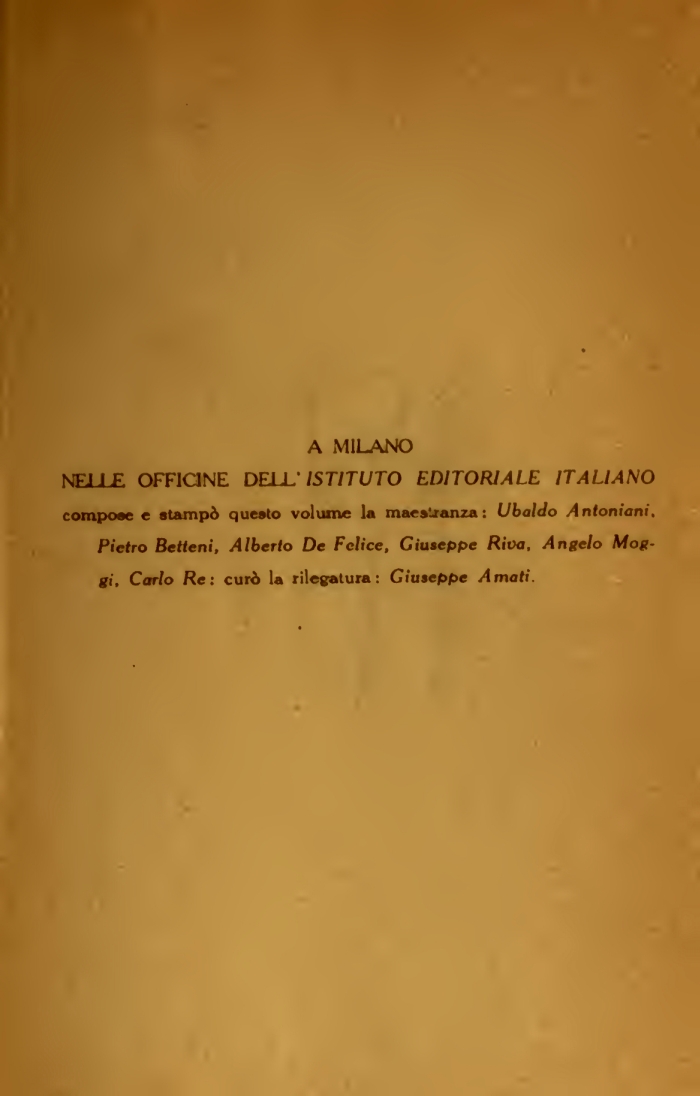 A MILANO
NELLE OFFICINE DELL'ISTITUTO EDITORIALE ITALIANO
compose e stampò questo volume la maestranza: Ubaldo Antoniani,
Pietro Betteni, Alberto De Felice, Giuseppe Riva, Angelo Mog-
gi, Carlo Re: curò la rilegatura: Giuseppe Amati.